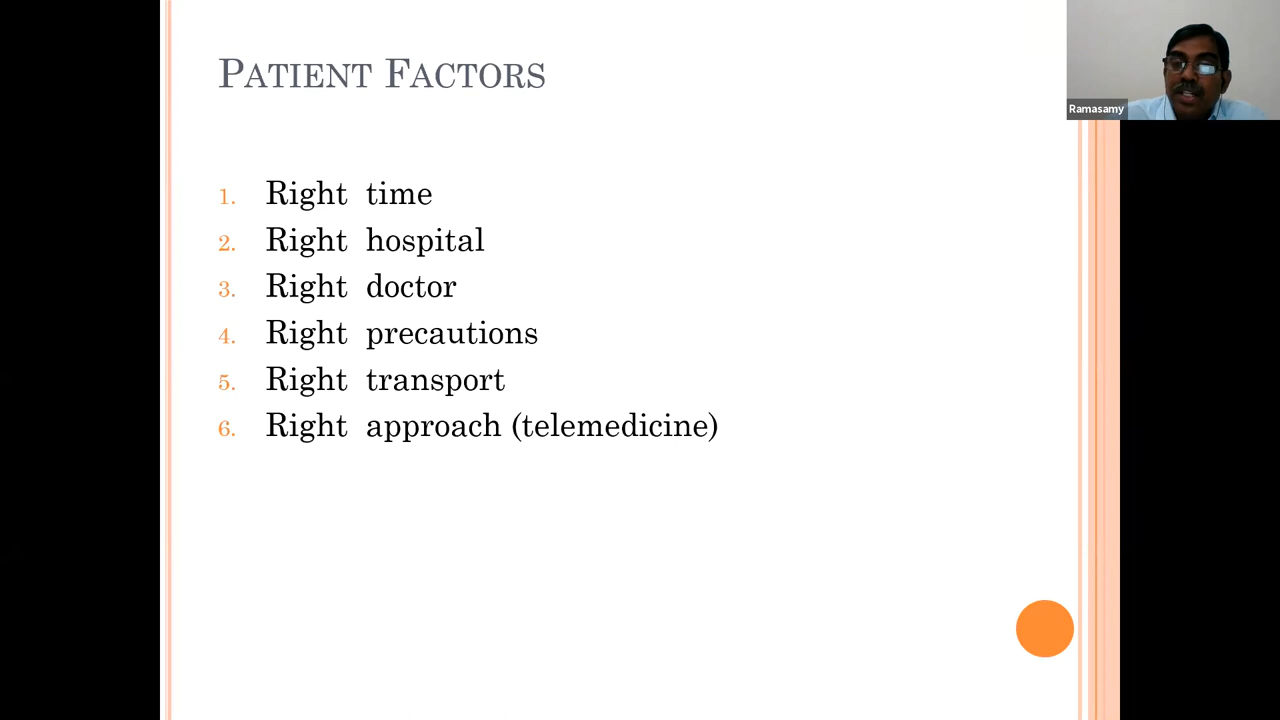 PATIENT FACTORS
Ramasamy
1. Right time
2. Right hospital
3. Right doctor
4. Right precautions
5. Right transport
6. Right approach (telemedicine)